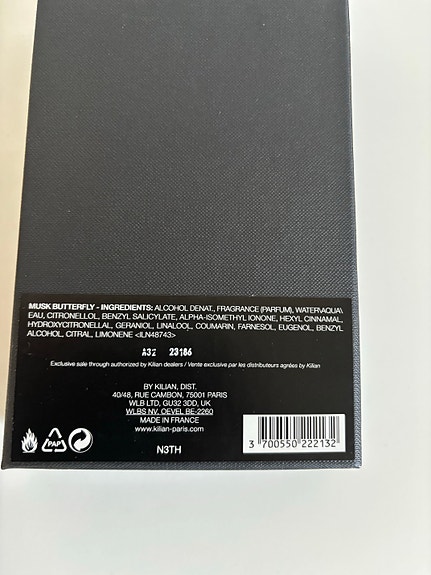 MUSK BUTTERFLY - INGREDIENTS: ALCOHOL DENAT., FRAGRANCE (PARFUM), WATER\AQUA\
EAU, CITRONELLOL, BENZYL SALICYLATE, ALPHA-ISOMETHYL IONONE, HEXYL CINNAMAL,
HYDROXYCITRONELLAL, GERANIOL, LINALOOL, COUMARIN, FARNESOL, EUGENOL, BENZYL
ALCOHOL, CITRAL, LIMONENE <ILN48743>
A32 23186
Exclusive sale through authorized by Kilian dealers / Vente exclusive par les distributeurs agréés by Kilian
BY KILIAN, DIST.
40/48, RUE CAMBON, 75001 PARIS
WLB LTD, GU32 3DD, UK
WLBS NV, OEVEL BE-2260
MADE IN FRANCE
www.kilian-paris.com
PAP
N3TH
3 700550 222132